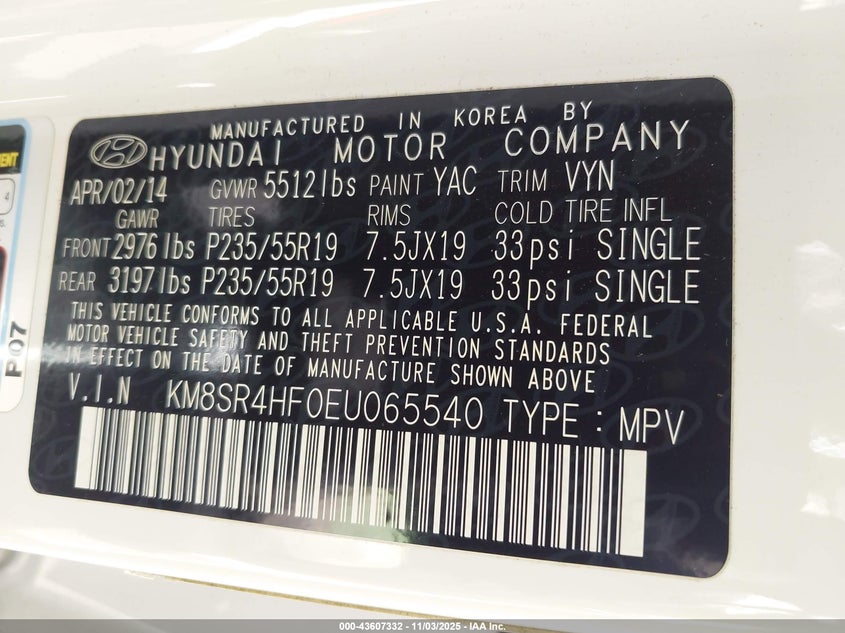 MANUFACTURED IN KOREA BY
HYUNDAI MOTOR COMPANY
APR/02/14 GVWR 5512lbs PAINT YAC TRIM VYN
GAWR TIRES RIMS COLD TIRE INFL
FRONT 2976lbs P235/55R19 7.5JX19 33psi SINGLE
REAR 3197lbs P235/55R19 7.5JX19 33psi SINGLE
THIS VEHICLE CONFORMS TO ALL APPLICABLE U.S.A. FEDERAL
MOTOR VEHICLE SAFETY AND THEFT PREVENTION STANDARDS
IN EFFECT ON THE DATE OF MANUFACTURE SHOWN ABOVE
V.I.N KM8SR4HF0EU065540 TYPE : MPV
P07
4
000-43607332 - 11/03/2025 - IAA Inc.